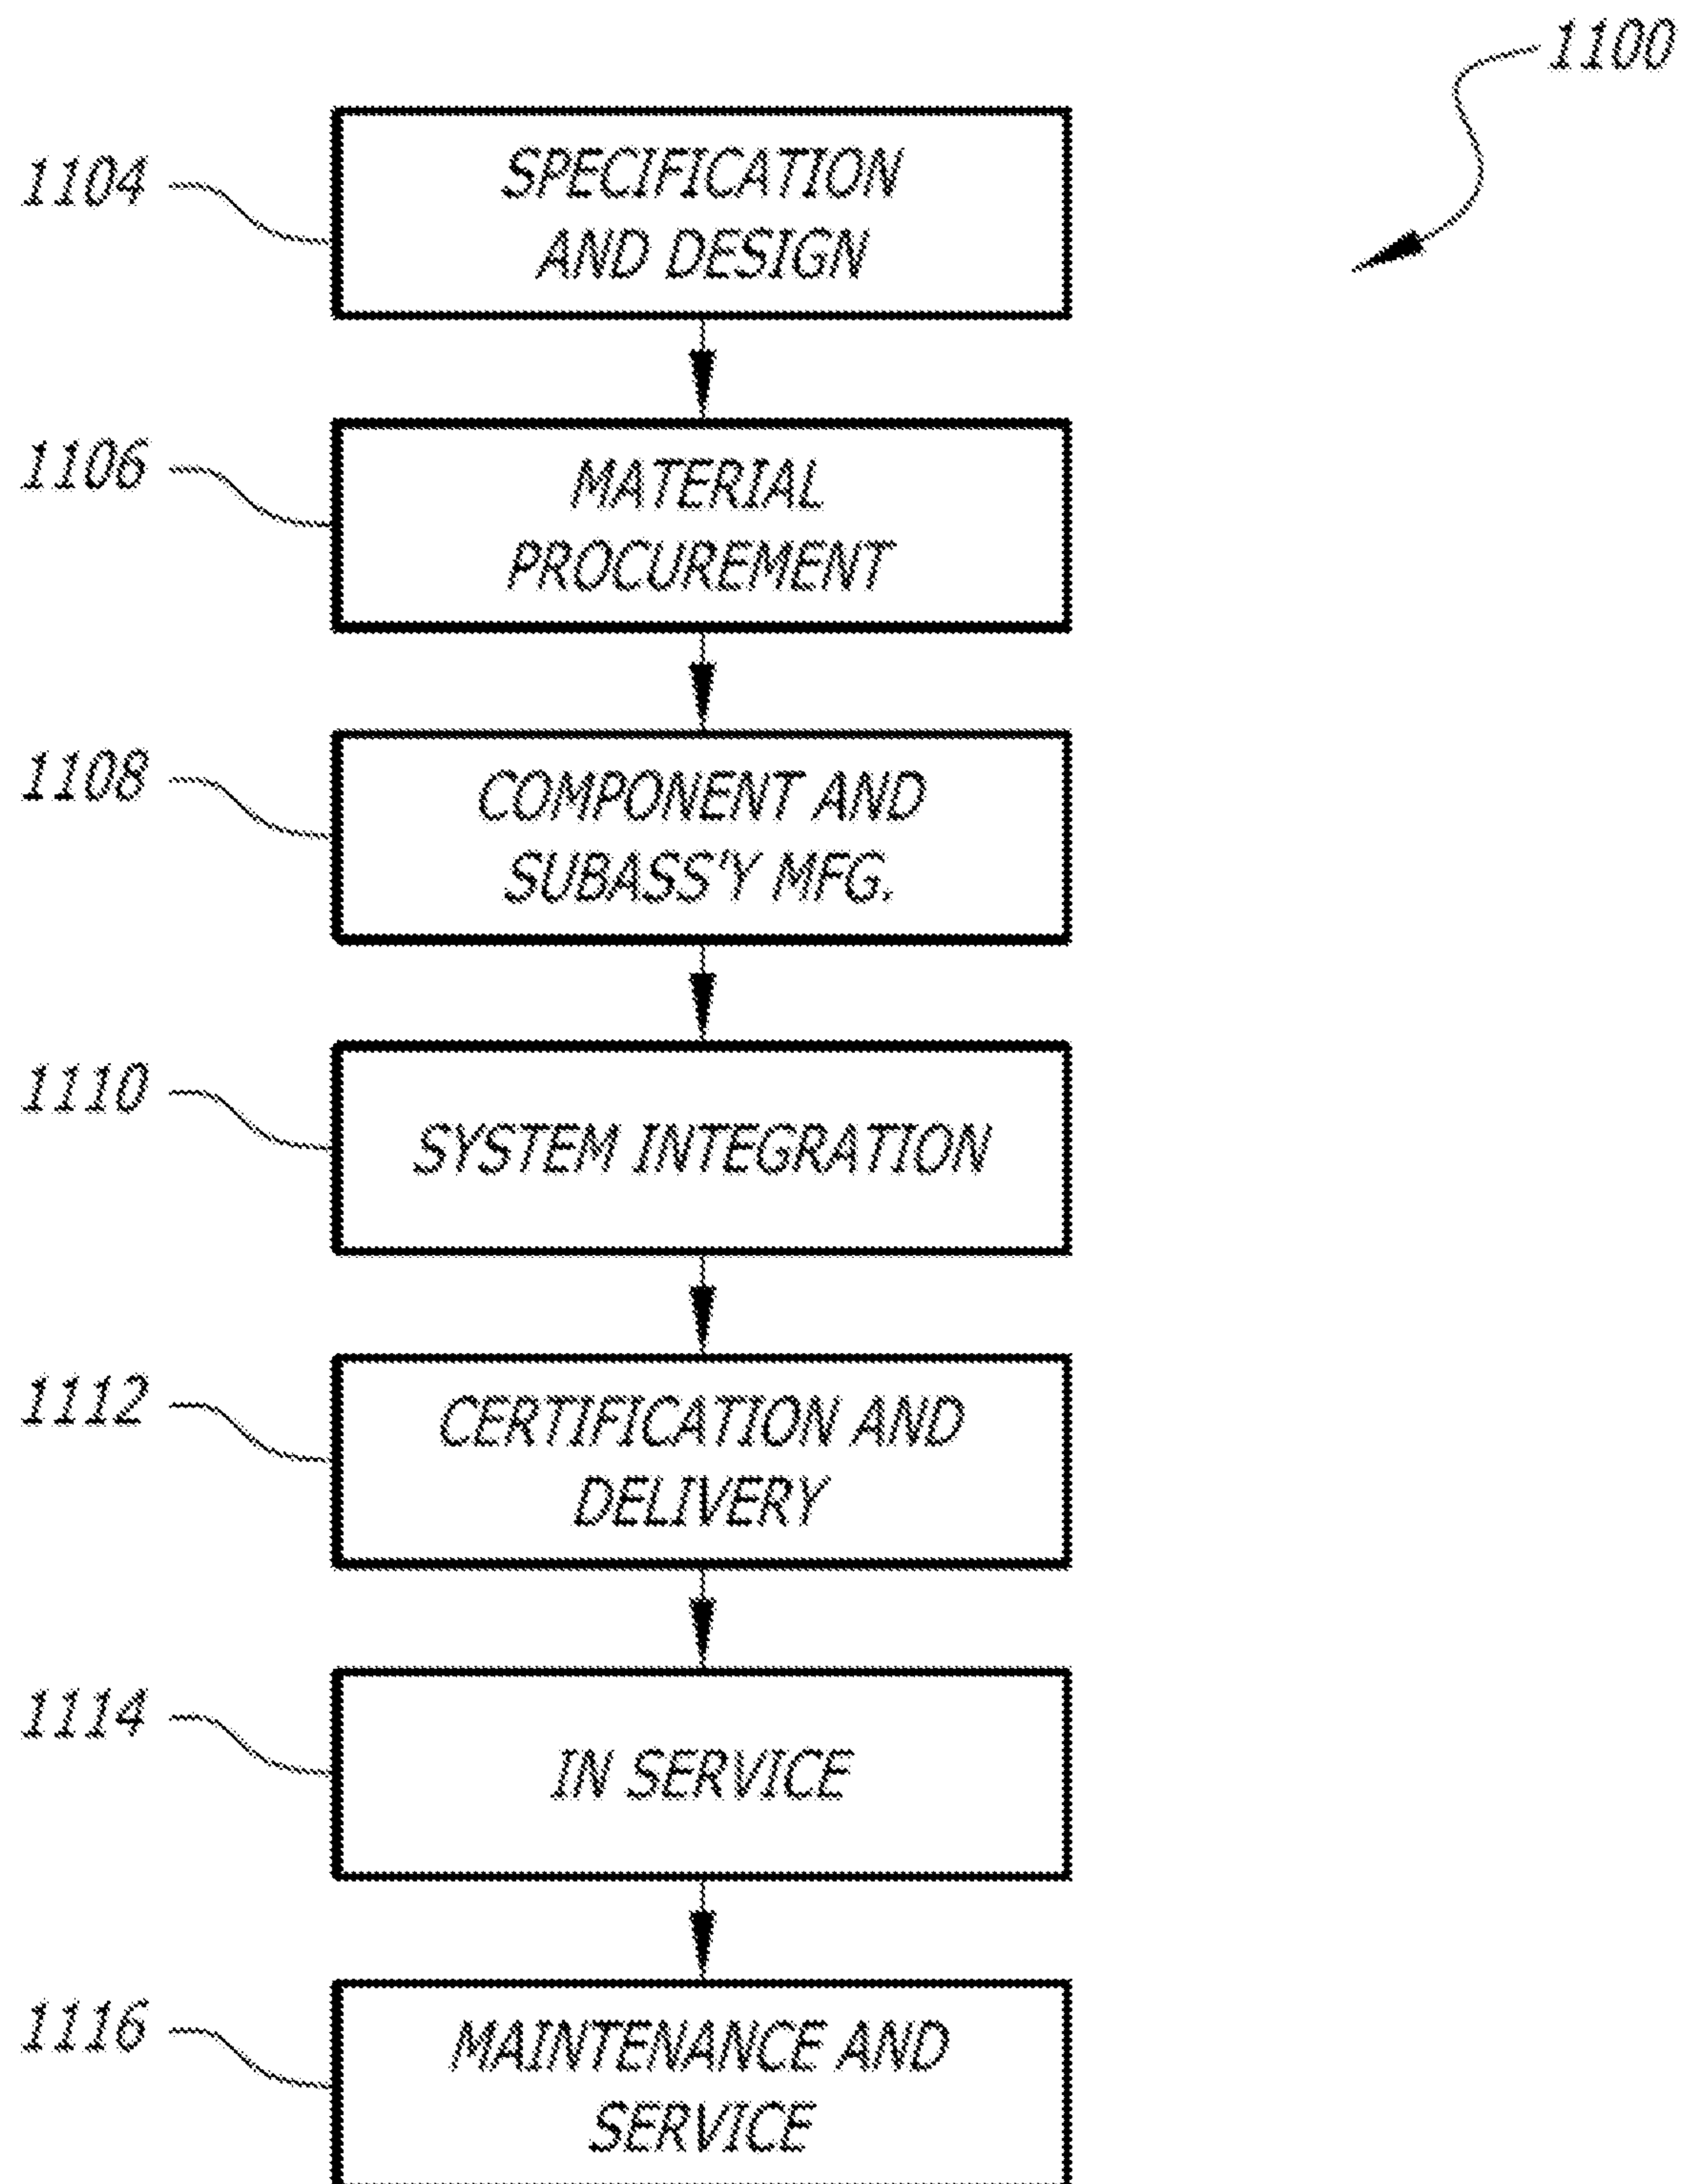 1100
1104
SPECIFICATION
AND DESIGN
1106
MATERIAL
PROCUREMENT
1108
COMPONENT AND
SUBASS'Y MFG.
1110
SYSTEM INTEGRATION
1112
CERTIFICATION AND
DELIVERY
1114
IN SERVICE
1116
MAINTENANCE AND
SERVICE